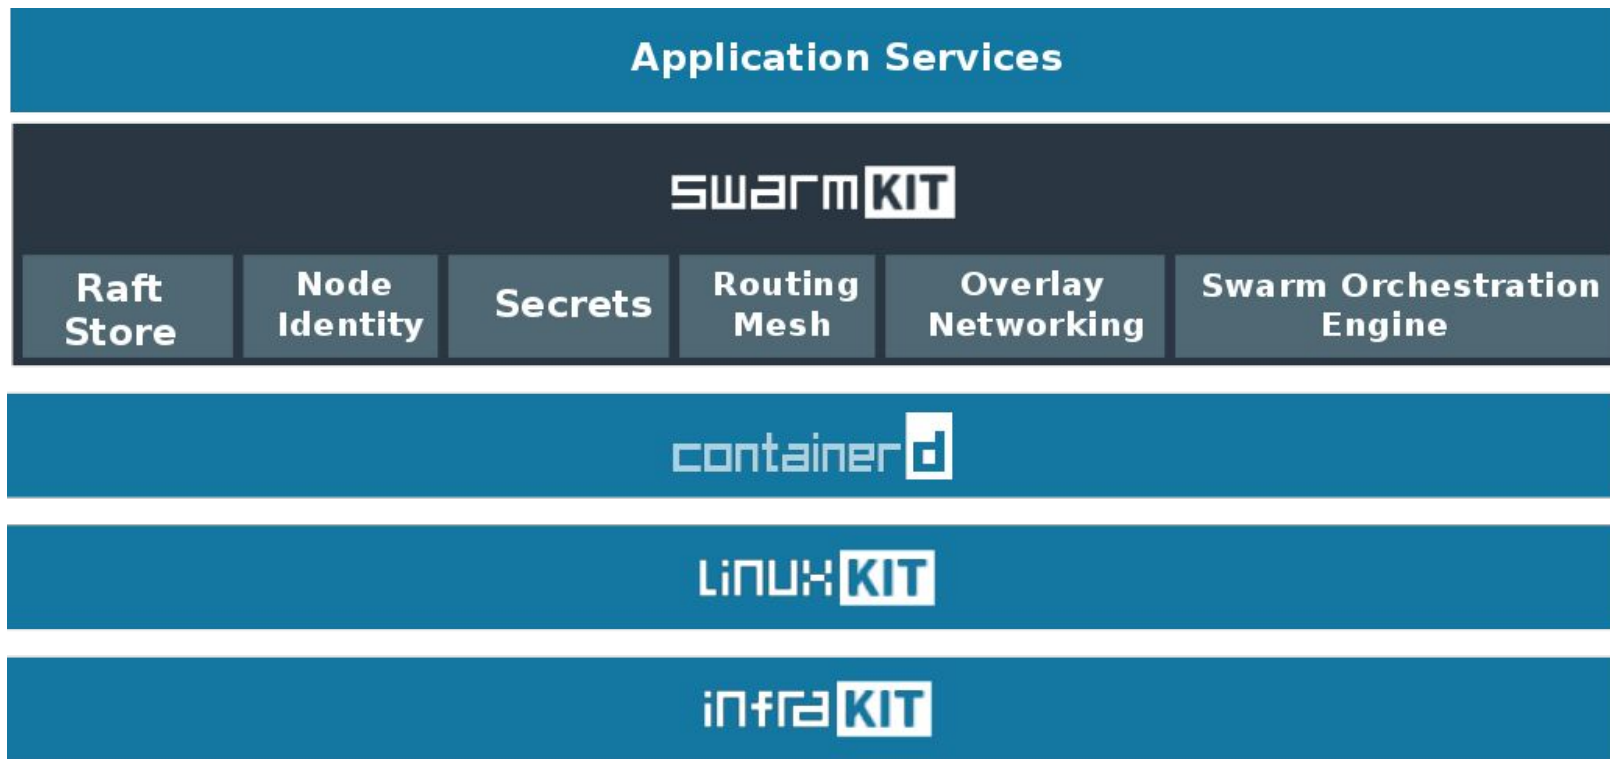 Application Services
swarmKIT
Raft
Store
Node
Identity
Secrets
Routing
Mesh
Overlay
Networking
Swarm Orchestration
Engine
containerd
LinuxKIT
infraKIT